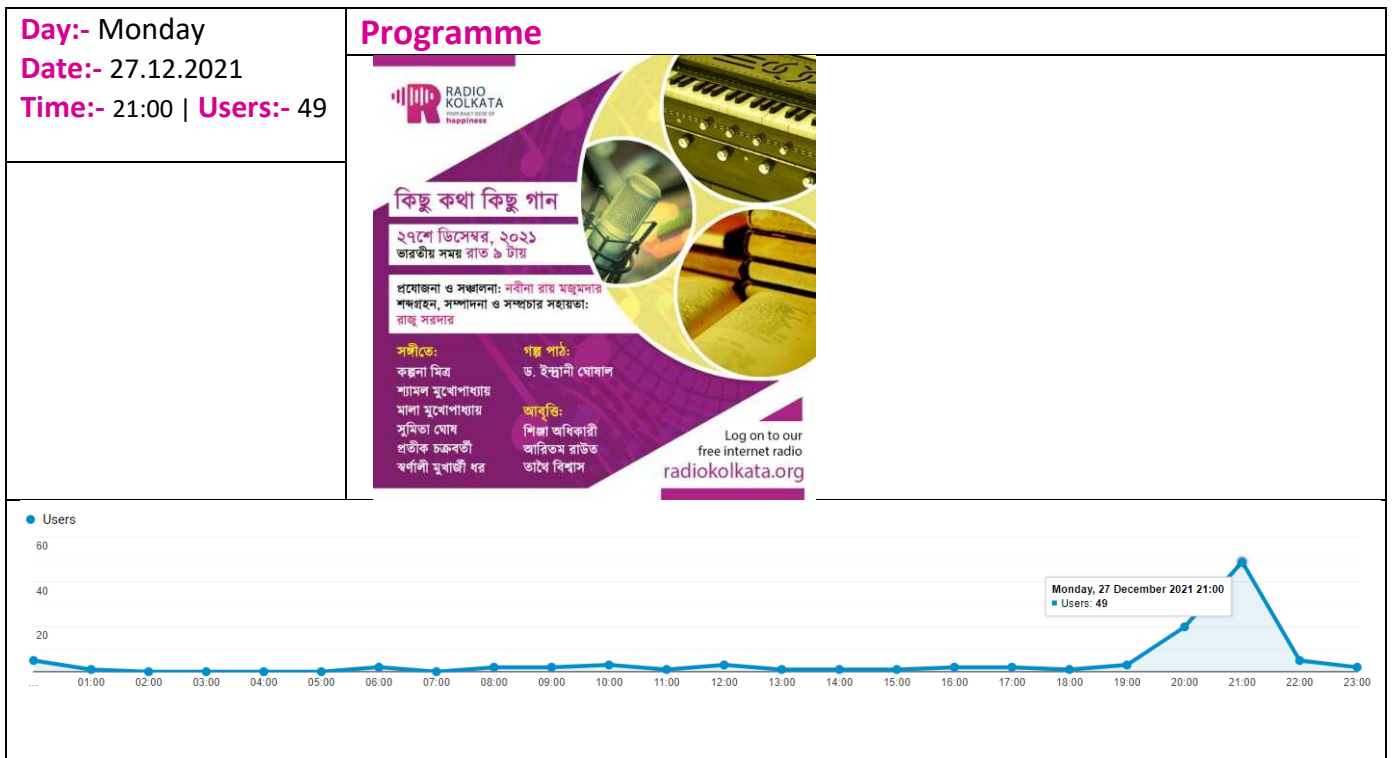 Day:- Monday
Date:- 27.12.2021
Time:- 21:00 | Users:- 49
Programme
RADIO
KOLKATA
YOUR DAILY DOSE OF
happiness
কিছু কথা কিছু গান
২৭শে ডিসেম্বর, ২০২১
ভারতীয় সময় রাত ৯ টায়
প্রযোজনা ও সঞ্চালনা: নবীনা রায় মজুমদার
শব্দগ্রহন, সম্পাদনা ও সম্প্রচার সহায়তা:
রাজু সরদার
সঙ্গীতে:
কল্পনা মিত্র
শ্যামল মুখোপাধ্যায়
মালা মুখোপাধ্যায়
সুমিতা ঘোষ
প্রতীক চক্রবর্তী
স্বর্ণালী মুখার্জী ধর
গল্প পাঠ:
ড. ইন্দ্রানী ঘোষাল
আবৃত্তি:
শিঞ্জা অধিকারী
আরিতম রাউত
তাথৈ বিশ্বাস
Log on to our
free internet radio
radiokolkata.org
Users
60
40
20
Monday, 27 December 2021 21:00
Users: 49
... 01:00 02:00 03:00 04:00 05:00 06:00 07:00 08:00 09:00 10:00 11:00 12:00 13:00 14:00 15:00 16:00 17:00 18:00 19:00 20:00 21:00 22:00 23:00